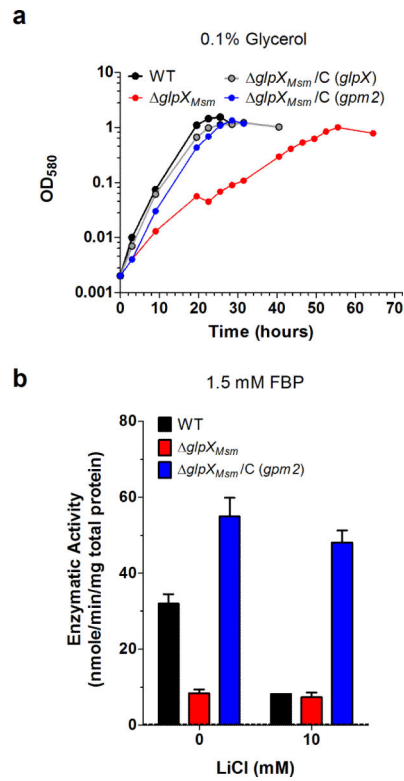 a
0.1% Glycerol
WT
ΔglpXMsm/C (glpX)
ΔglpXMsm
ΔglpXMsm/C (gpm2)
10
1
0.1
0.01
0.001
OD580
0 10 20 30 40 50 60 70
Time (hours)
b
1.5 mM FBP
80
60
40
20
0
WT
ΔglpXMsm
ΔglpXMsm/C (gpm2)
Enzymatic Activity
(nmole/min/mg total protein)
0 10
LiCl (mM)